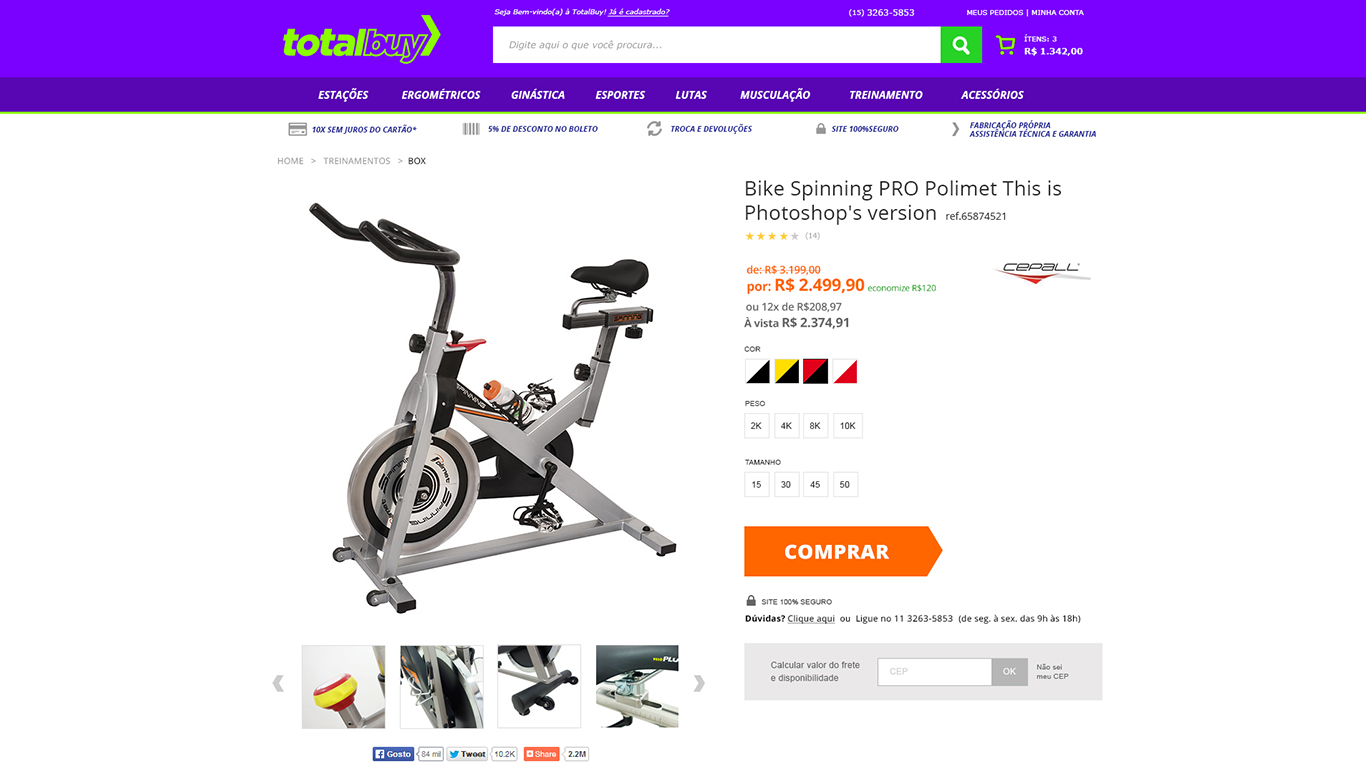 Seja Bem-vindo(a) à TotalBuy! Já é cadastrado?
(15) 3263-5853
MEUS PEDIDOS | MINHA CONTA
totalbuy
Digite aqui o que você procura...
ÍTENS: 3
R$ 1.342,00
ESTAÇÕES ERGOMÉTRICOS GINÁSTICA ESPORTES LUTAS MUSCULAÇÃO TREINAMENTO ACESSÓRIOS
10X SEM JUROS DO CARTÃO*
5% DE DESCONTO NO BOLETO
TROCA E DEVOLUÇÕES
SITE 100%SEGURO
FABRICAÇÃO PRÓPRIA
ASSISTÊNCIA TÉCNICA E GARANTIA
HOME > TREINAMENTOS > BOX
Bike Spinning PRO Polimet This is
Photoshop's version ref.65874521
(14)
de: R$ 3.199,00
por: R$ 2.499,90 economize R$120
ou 12x de R$208,97
À vista R$ 2.374,91
CEPALL
COR
PESO
2K 4K 8K 10K
TAMANHO
15 30 45 50
COMPRAR
SITE 100% SEGURO
Dúvidas? Clique aqui ou Ligue no 11 3263-5853 (de seg. à sex. das 9h às 18h)
Calcular valor do frete
e disponibilidade
CEP
OK
Não sei
meu CEP
SPINNING
SPINNING
Polimet
PLU
Gosto 84 mil Tweet 10.2K Share 2.2M